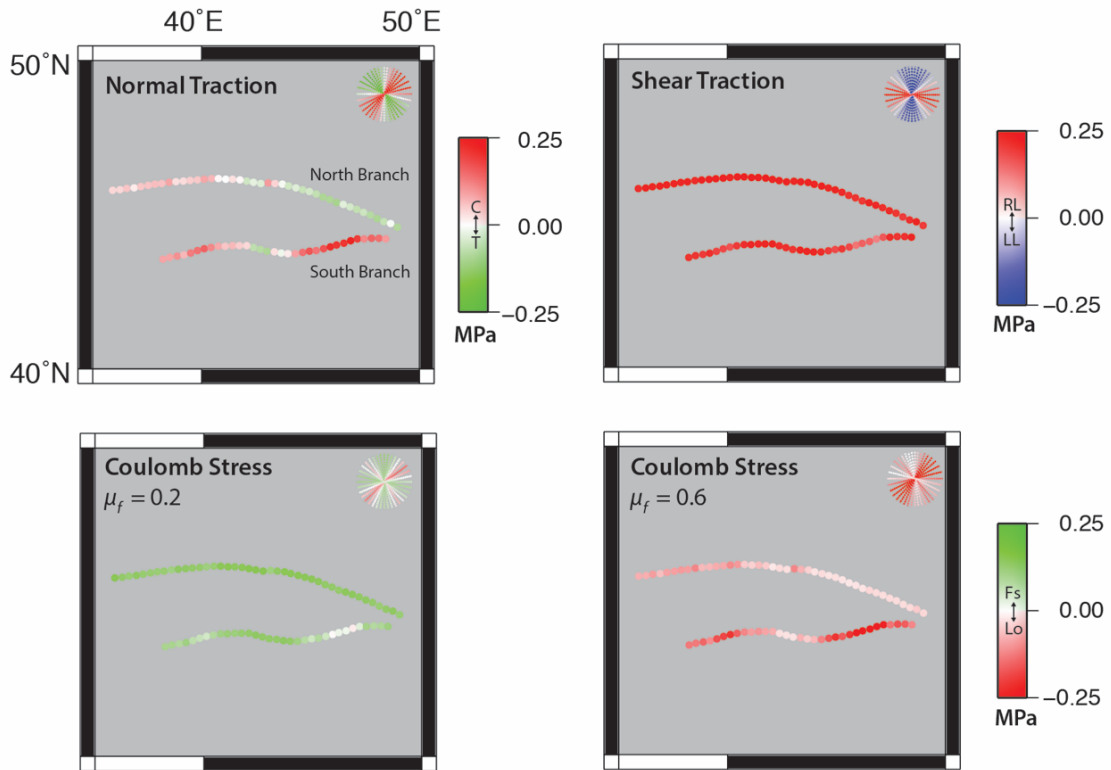 40˚E 50˚E
50˚N
Normal Traction
North Branch
South Branch
40˚N
0.25
C
0.00
T
−0.25
MPa
Shear Traction
0.25
RL
0.00
LL
−0.25
MPa
Coulomb Stress
μf = 0.2
Coulomb Stress
μf = 0.6
0.25
Fs
0.00
Lo
−0.25
MPa